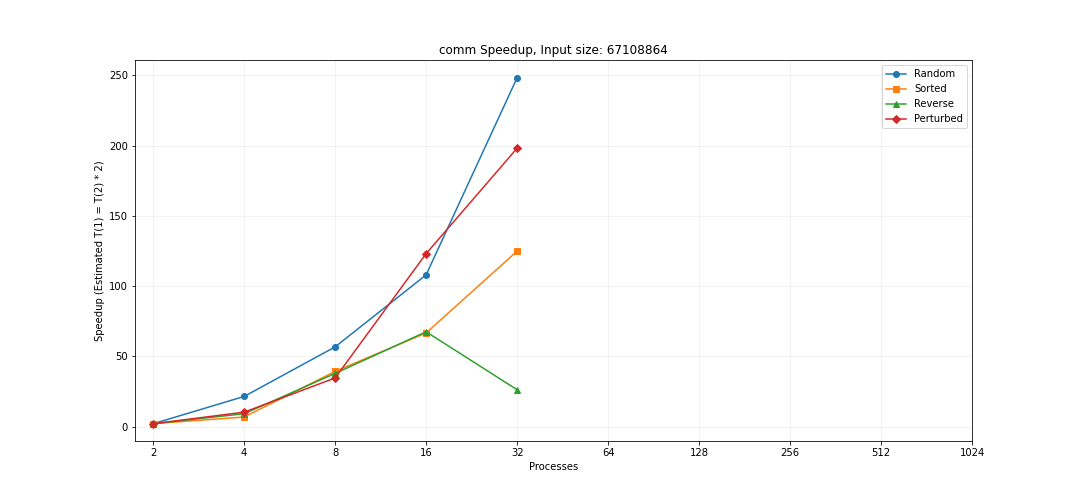 comm Speedup, Input size: 67108864
Random
Sorted
Reverse
Perturbed
250
200
150
100
50
0
Speedup (Estimated T(1) = T(2) * 2)
2 4 8 16 32 64 128 256 512 1024
Processes